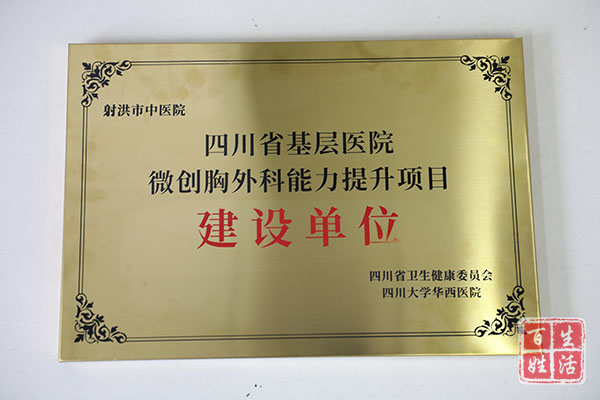 射洪市中医院
四川省基层医院
微创胸外科能力提升项目
建设单位
四川省卫生健康委员会
四川大学华西医院
百姓生活